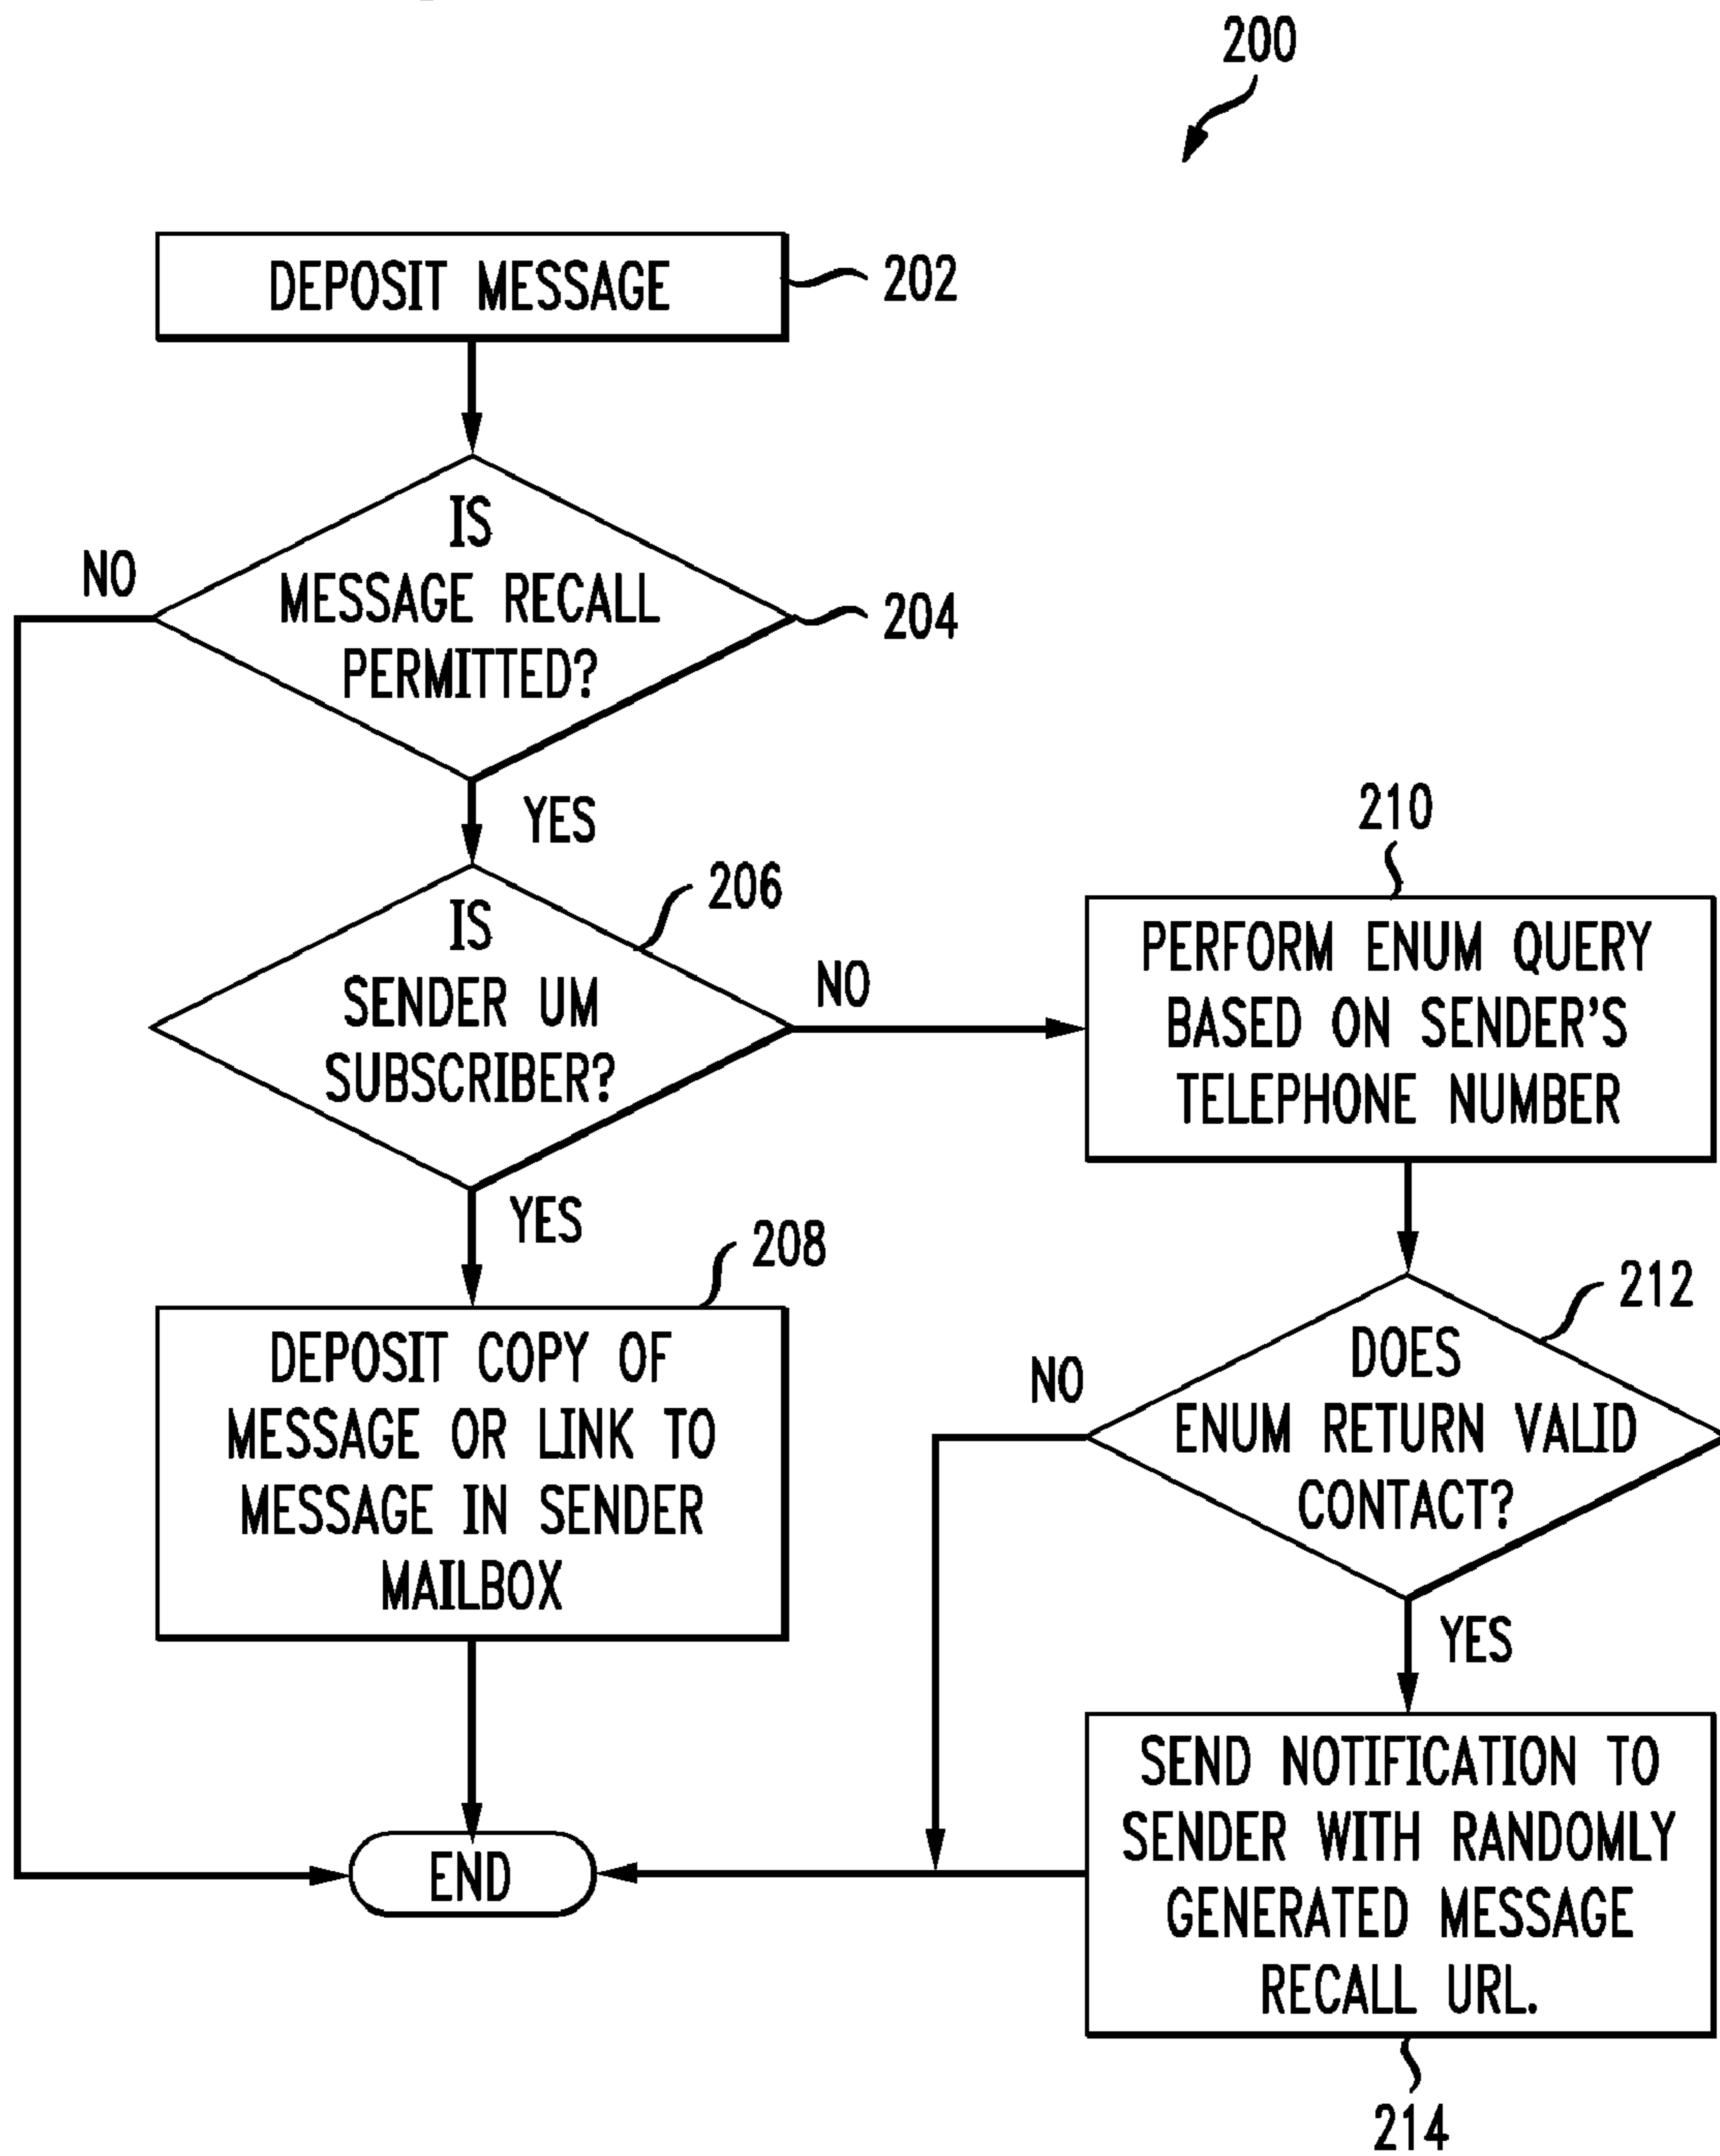 200
DEPOSIT MESSAGE
202
IS
MESSAGE RECALL
PERMITTED?
204
NO
YES
IS
SENDER UM
SUBSCRIBER?
206
NO
YES
210
PERFORM ENUM QUERY
BASED ON SENDER'S
TELEPHONE NUMBER
208
DEPOSIT COPY OF
MESSAGE OR LINK TO
MESSAGE IN SENDER
MAILBOX
212
DOES
ENUM RETURN VALID
CONTACT?
NO
YES
SEND NOTIFICATION TO
SENDER WITH RANDOMLY
GENERATED MESSAGE
RECALL URL.
214
END